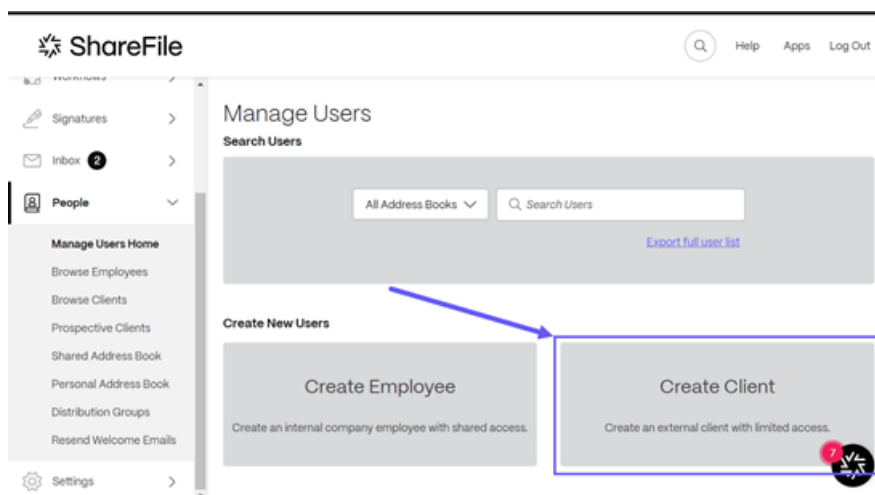 ShareFile
Help Apps Log Out
Workflows
Signatures
Inbox 2
People
Manage Users Home
Browse Employees
Browse Clients
Prospective Clients
Shared Address Book
Personal Address Book
Distribution Groups
Resend Welcome Emails
Settings
Manage Users
Search Users
All Address Books
Search Users
Export full user list
Create New Users
Create Employee
Create an internal company employee with shared access.
Create Client
Create an external client with limited access.
7